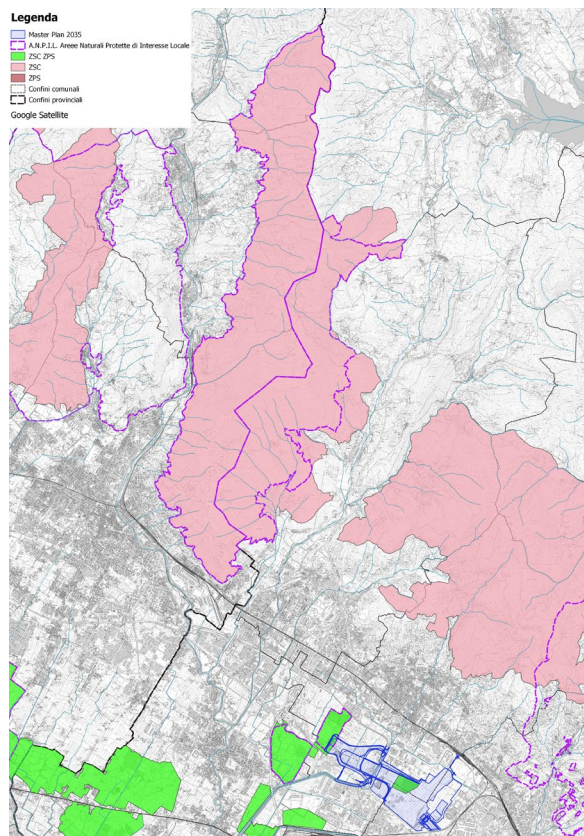 Legenda
Master Plan 2035
A.N.P.I.L. Areee Naturali Protette di Interesse Locale
ZSC ZPS
ZSC
ZPS
Confini comunali
Confini provinciali
Google Satellite